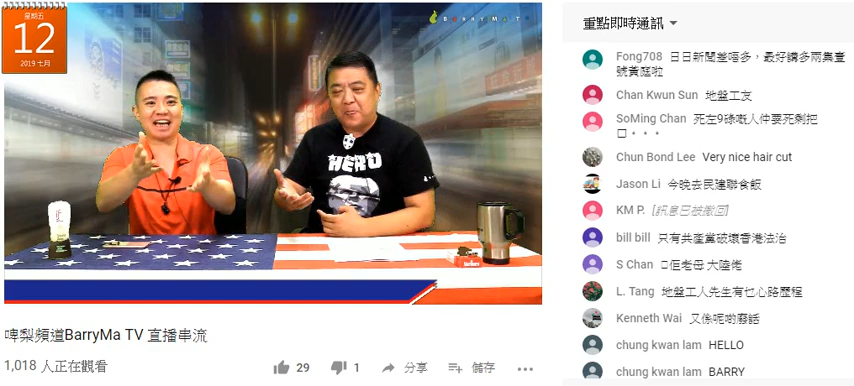 星期五
12
2019 七月
BARRYMA TV
HERO
Marlboro
啤梨頻道BarryMa TV 直播串流
1,018 人正在觀看
29
1
分享
儲存
重點即時通訊
Fong708 日日新聞差唔多，最好講多兩集壹
號黃庭啦
Chan Kwun Sun 地盤工友
SoMing Chan 死左9碌嘅人仲要死剩把
口・・・
Chun Bond Lee Very nice hair cut
Jason Li 今晚去民建聯食飯
KM P. [訊息已被撤回]
bill bill 只有共產黨破壞香港法治
S Chan 佢老母 大陸佬
L. Tang 地盤工人先生有乜心路歷程
Kenneth Wai 又係呢啲廢話
chung kwan lam HELLO
chung kwan lam BARRY